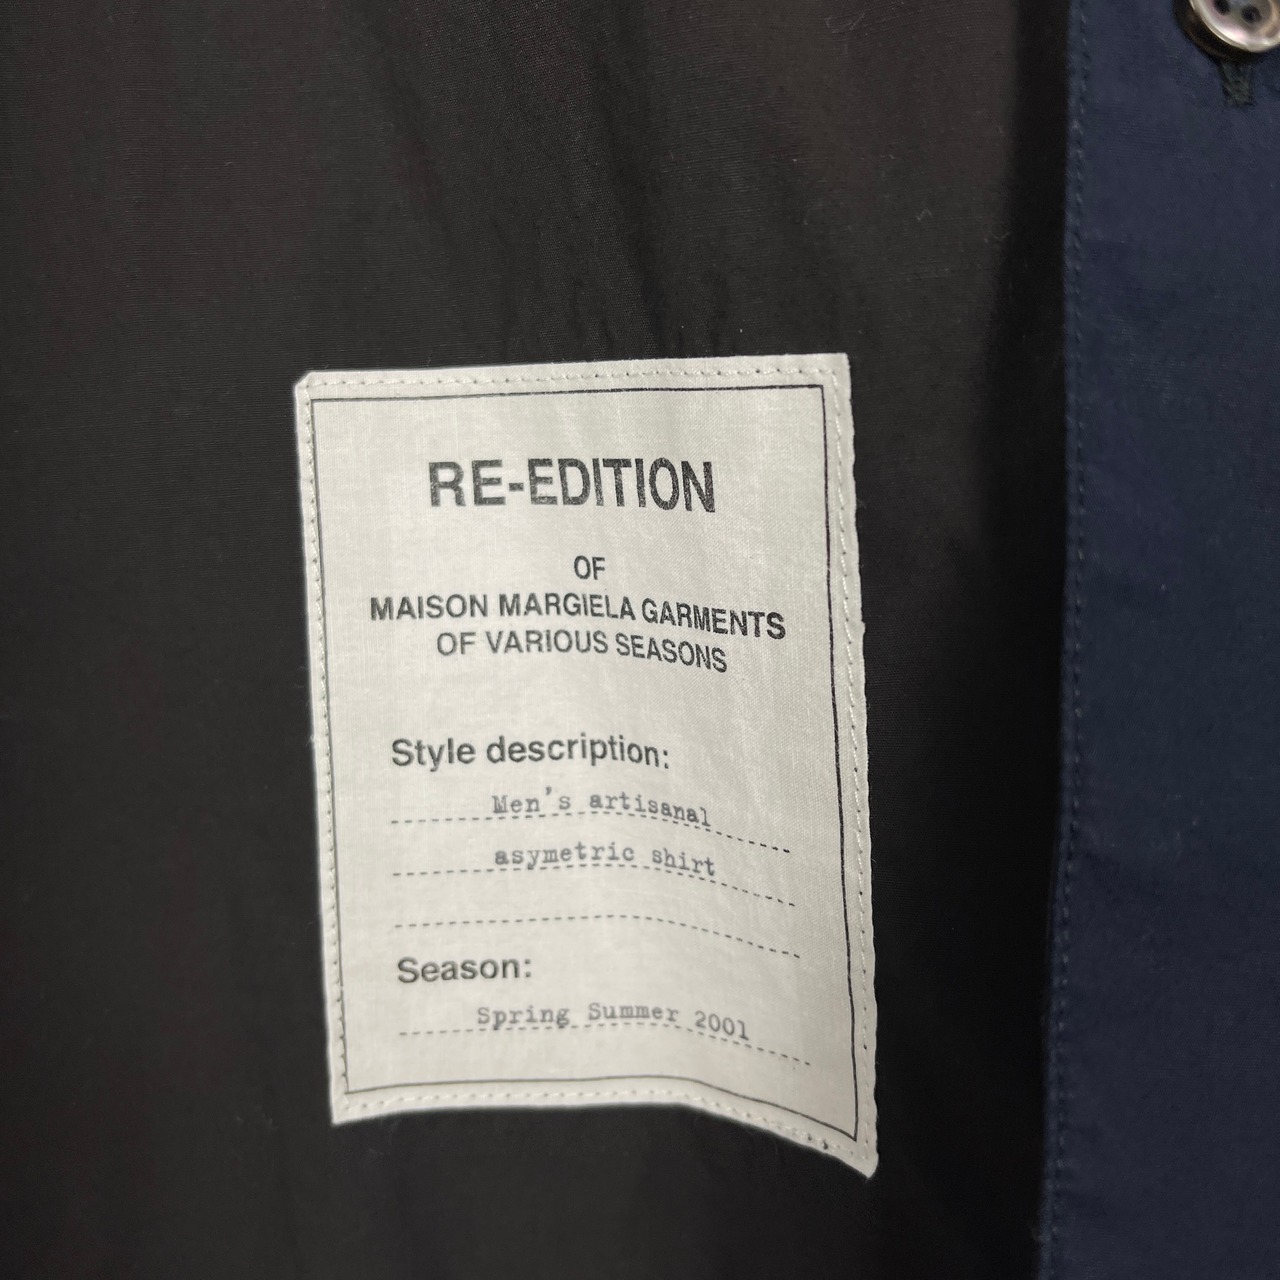 RE-EDITION
OF
MAISON MARGIELA GARMENTS
OF VARIOUS SEASONS
Style description:
Men's artisanal
asymetric shirt
Season:
Spring Summer 2001